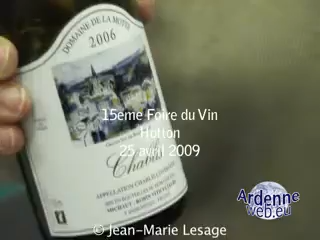 DOMAINE DE LA MOTTE
2006
Chablis
APPELLATION CHABLIS CONTRÔLÉE
15eme Foire du Vin
Hotton
25 avril 2009
Ardenne
web.eu
© Jean-Marie Lesage